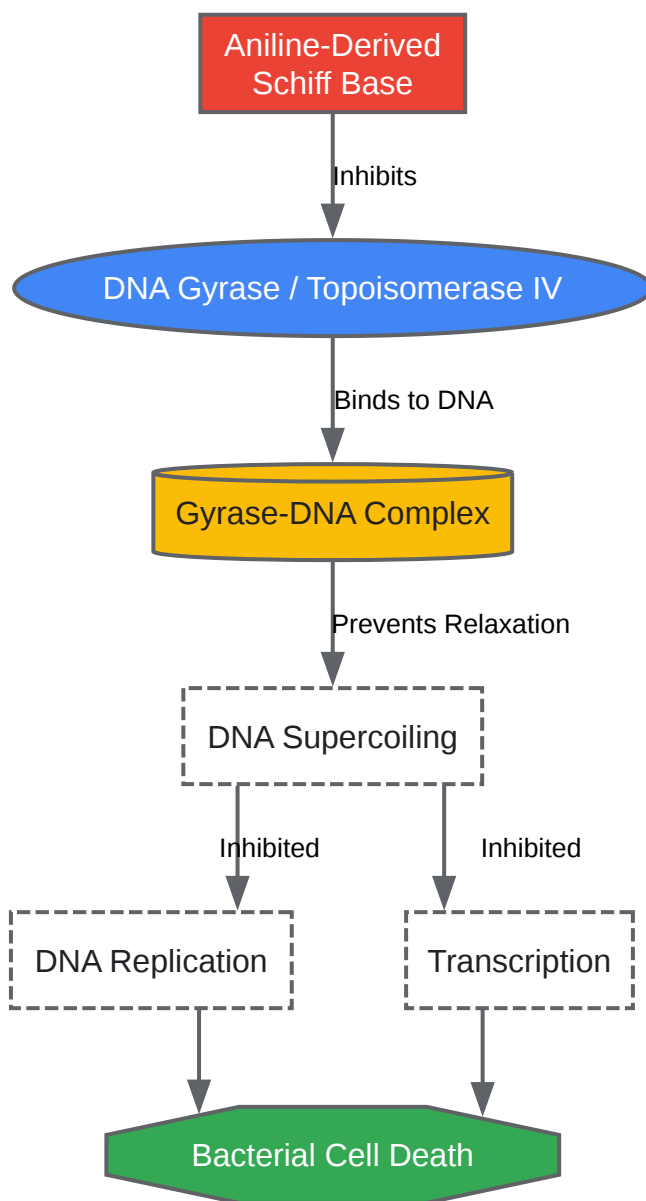 Aniline-Derived
Schiff Base
Inhibits
DNA Gyrase / Topoisomerase IV
Binds to DNA
Gyrase-DNA Complex
Prevents Relaxation
DNA Supercoiling
Inhibited
Inhibited
DNA Replication
Transcription
Bacterial Cell Death